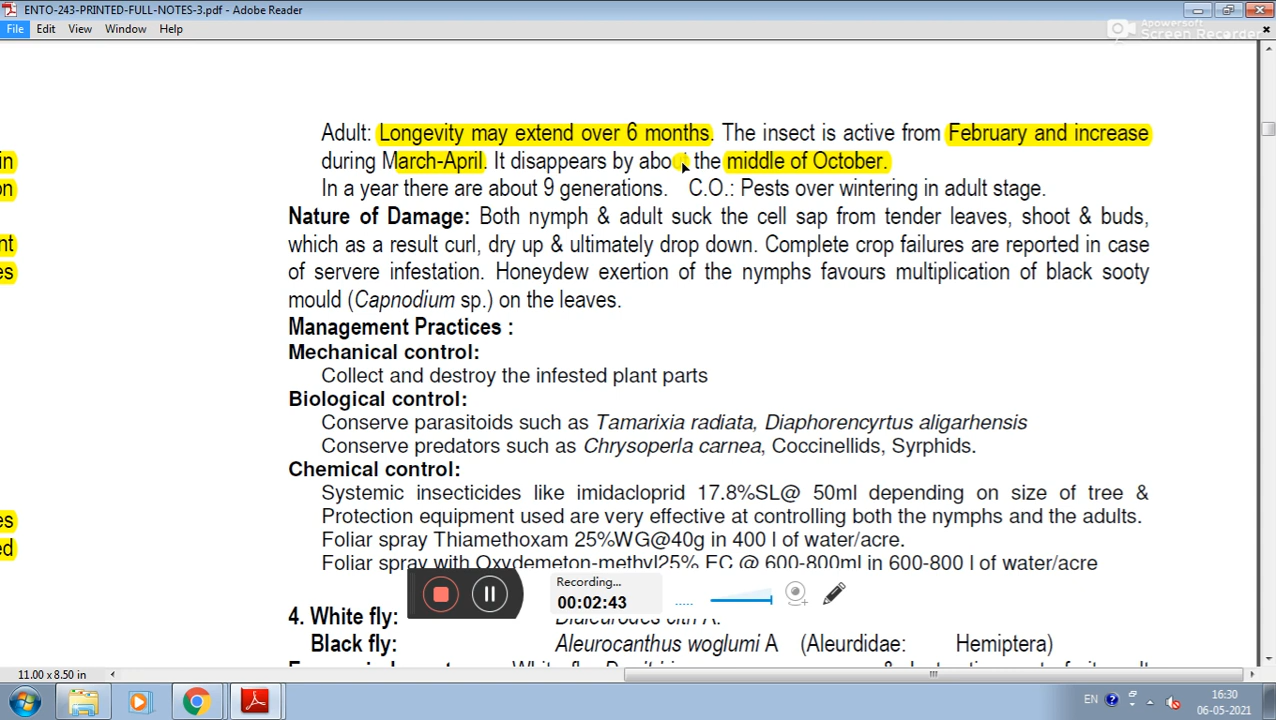 ENTO-243-PRINTED-FULL-NOTES-3.pdf - Adobe Reader
File Edit View Window Help
Apowersoft
Screen Recorder
Adult: Longevity may extend over 6 months. The insect is active from February and increase
in
during March-April. It disappears by about the middle of October.
on
In a year there are about 9 generations. C.O.: Pests over wintering in adult stage.
Nature of Damage: Both nymph & adult suck the cell sap from tender leaves, shoot & buds,
nt
which as a result curl, dry up & ultimately drop down. Complete crop failures are reported in case
es
of servere infestation. Honeydew exertion of the nymphs favours multiplication of black sooty
mould (Capnodium sp.) on the leaves.
Management Practices :
Mechanical control:
Collect and destroy the infested plant parts
Biological control:
Conserve parasitoids such as Tamarixia radiata, Diaphorencyrtus aligarhensis
Conserve predators such as Chrysoperla carnea, Coccinellids, Syrphids.
Chemical control:
Systemic insecticides like imidacloprid 17.8%SL@ 50ml depending on size of tree &
es
Protection equipment used are very effective at controlling both the nymphs and the adults.
Foliar spray Thiamethoxam 25%WG@40g in 400 l of water/acre.
ed
Foliar spray with Oxydemeton-methyl25% EC @ 600-800ml in 600-800 l of water/acre
Recording...
00:02:43
4. White fly:
Black fly: Aleurocanthus woglumi A (Aleurdidae: Hemiptera)
11.00 x 8.50 in
EN
16:30
06-05-2021